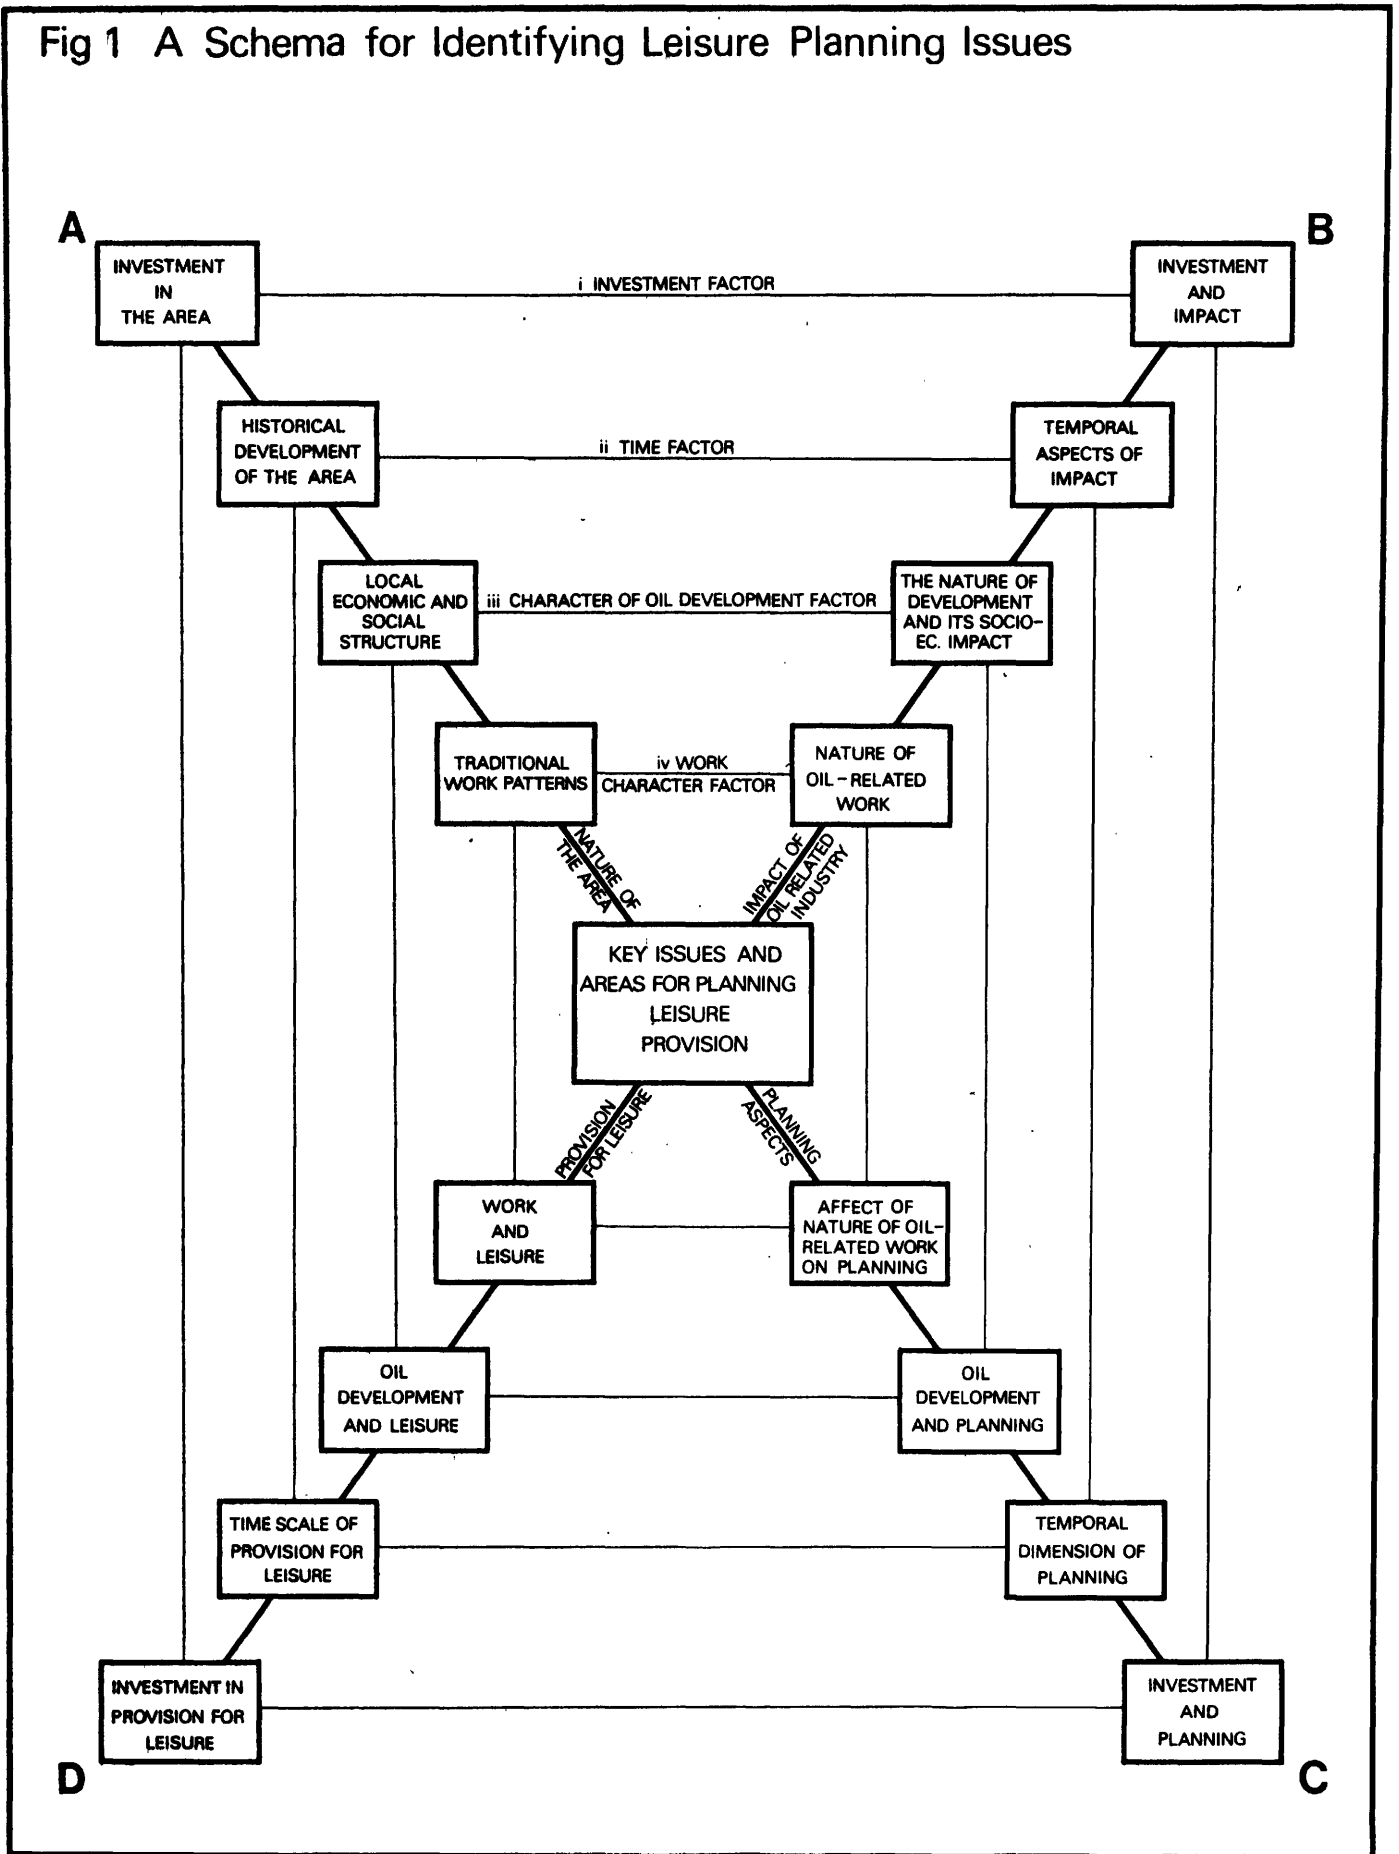 Fig 1 A Schema for Identifying Leisure Planning Issues
A
B
INVESTMENT
IN
THE AREA
i INVESTMENT FACTOR
INVESTMENT
AND
IMPACT
HISTORICAL
DEVELOPMENT
OF THE AREA
ii TIME FACTOR
TEMPORAL
ASPECTS OF
IMPACT
LOCAL
ECONOMIC AND
SOCIAL
STRUCTURE
iii CHARACTER OF OIL DEVELOPMENT FACTOR
THE NATURE OF
DEVELOPMENT
AND ITS SOCIO-
EC. IMPACT
TRADITIONAL
WORK PATTERNS
iv WORK
CHARACTER FACTOR
NATURE OF
OIL-RELATED
WORK
NATURE OF
THE AREA
IMPACT OF
OIL RELATED
INDUSTRY
KEY ISSUES AND
AREAS FOR PLANNING
LEISURE
PROVISION
PROVISION
FOR LEISURE
PLANNING
ASPECTS
WORK
AND
LEISURE
AFFECT OF
NATURE OF OIL-
RELATED WORK
ON PLANNING
OIL
DEVELOPMENT
AND LEISURE
OIL
DEVELOPMENT
AND PLANNING
TIME SCALE OF
PROVISION FOR
LEISURE
TEMPORAL
DIMENSION OF
PLANNING
INVESTMENT IN
PROVISION FOR
LEISURE
INVESTMENT
AND
PLANNING
D
C